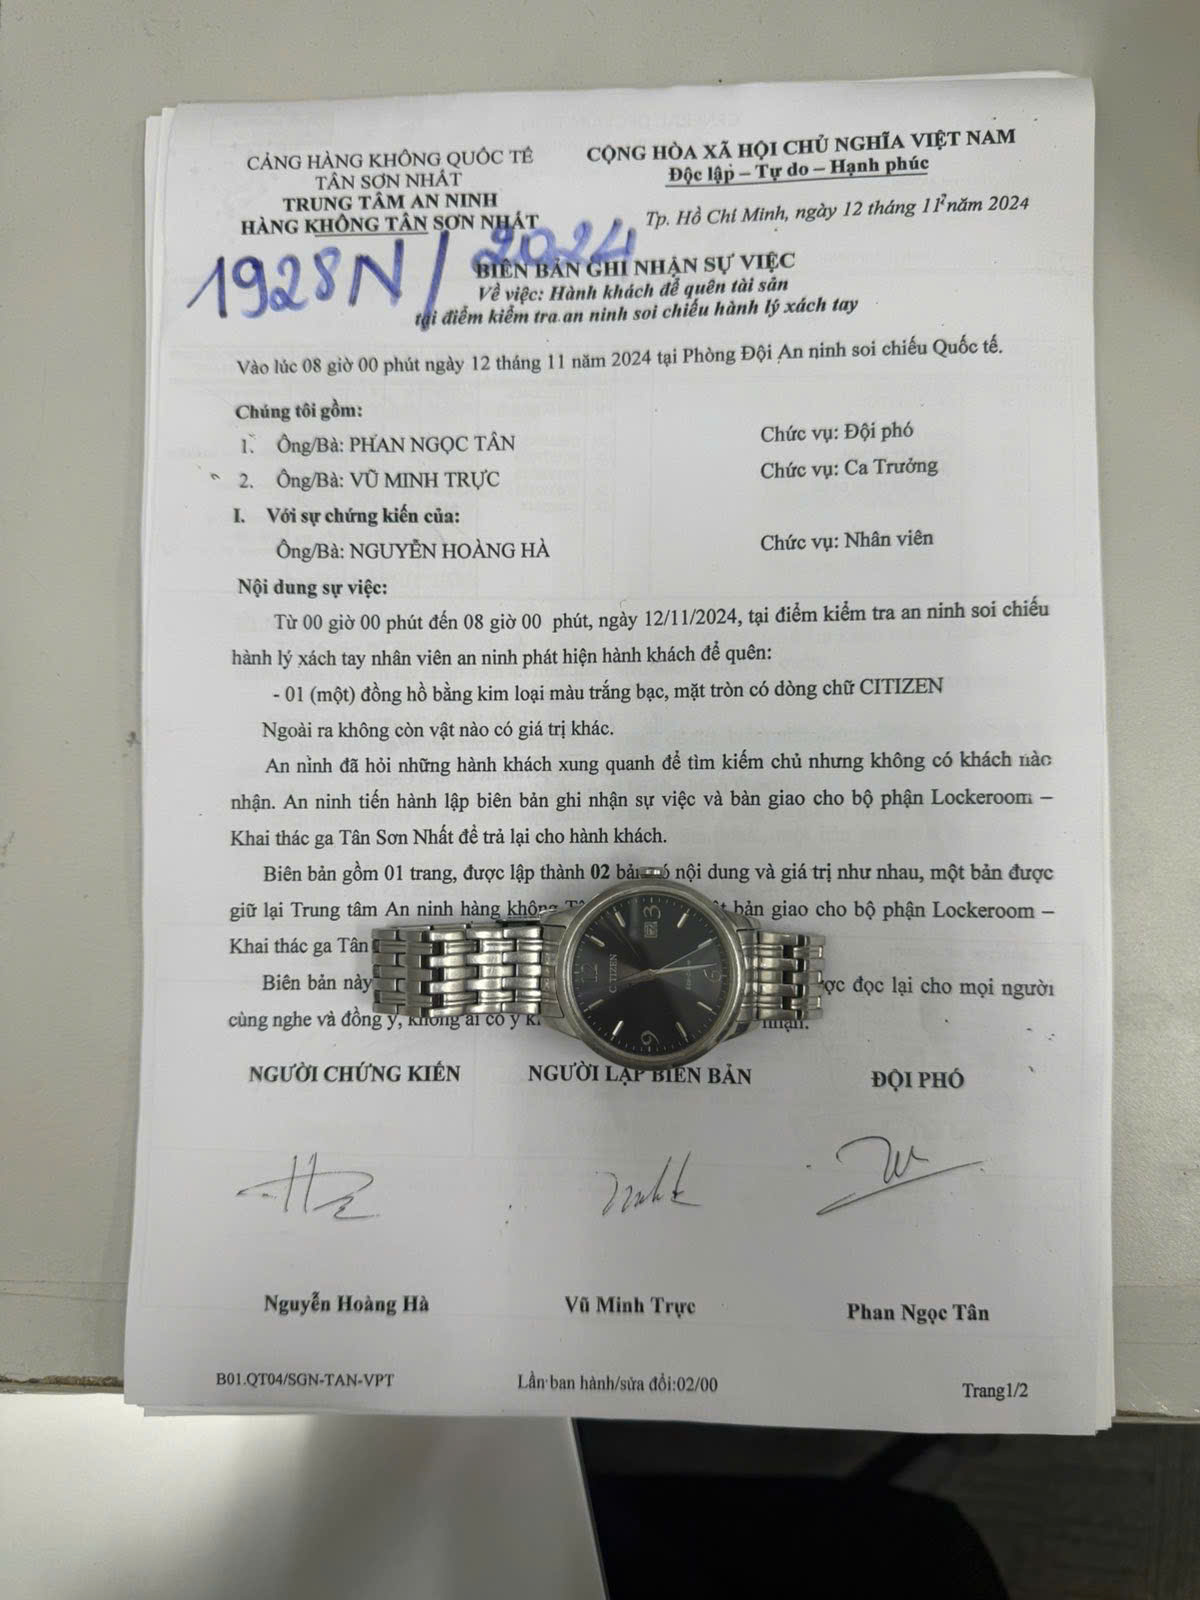 CẢNG HÀNG KHÔNG QUỐC TẾ
TÂN SƠN NHẤT
TRUNG TÂM AN NINH
HÀNG KHÔNG TÂN SƠN NHẤT
CỘNG HÒA XÃ HỘI CHỦ NGHĨA VIỆT NAM
Độc lập – Tự do – Hạnh phúc
Tp. Hồ Chí Minh, ngày 12 tháng 11 năm 2024
1928N/2024
BIÊN BẢN GHI NHẬN SỰ VIỆC
Về việc: Hành khách để quên tài sản
tại điểm kiểm tra an ninh soi chiếu hành lý xách tay
Vào lúc 08 giờ 00 phút ngày 12 tháng 11 năm 2024 tại Phòng Đội An ninh soi chiếu Quốc tế.
Chúng tôi gồm:
1. Ông/Bà: PHAN NGỌC TÂN Chức vụ: Đội phó
2. Ông/Bà: VŨ MINH TRỰC Chức vụ: Ca Trưởng
I. Với sự chứng kiến của:
Ông/Bà: NGUYỄN HOÀNG HÀ Chức vụ: Nhân viên
Nội dung sự việc:
Từ 00 giờ 00 phút đến 08 giờ 00 phút, ngày 12/11/2024, tại điểm kiểm tra an ninh soi chiếu
hành lý xách tay nhân viên an ninh phát hiện hành khách để quên:
- 01 (một) đồng hồ bằng kim loại màu trắng bạc, mặt tròn có dòng chữ CITIZEN
Ngoài ra không còn vật nào có giá trị khác.
An ninh đã hỏi những hành khách xung quanh để tìm kiếm chủ nhưng không có khách nào
nhận. An ninh tiến hành lập biên bản ghi nhận sự việc và bàn giao cho bộ phận Lockeroom –
Khai thác ga Tân Sơn Nhất để trả lại cho hành khách.
Biên bản gồm 01 trang, được lập thành 02 bản có nội dung và giá trị như nhau, một bản được
giữ lại Trung tâm An ninh hàng không bản giao cho bộ phận Lockeroom –
Khai thác ga Tân
Biên bản này đọc lại cho mọi người
cùng nghe và đồng ý, không ai có ý nhận.
CITIZEN
12
3
6
9
NGƯỜI CHỨNG KIẾN NGƯỜI LẬP BIÊN BẢN ĐỘI PHÓ
Nguyễn Hoàng Hà Vũ Minh Trực Phan Ngọc Tân
B01.QT04/SGN-TAN-VPT Lần ban hành/sửa đổi:02/00 Trang1/2